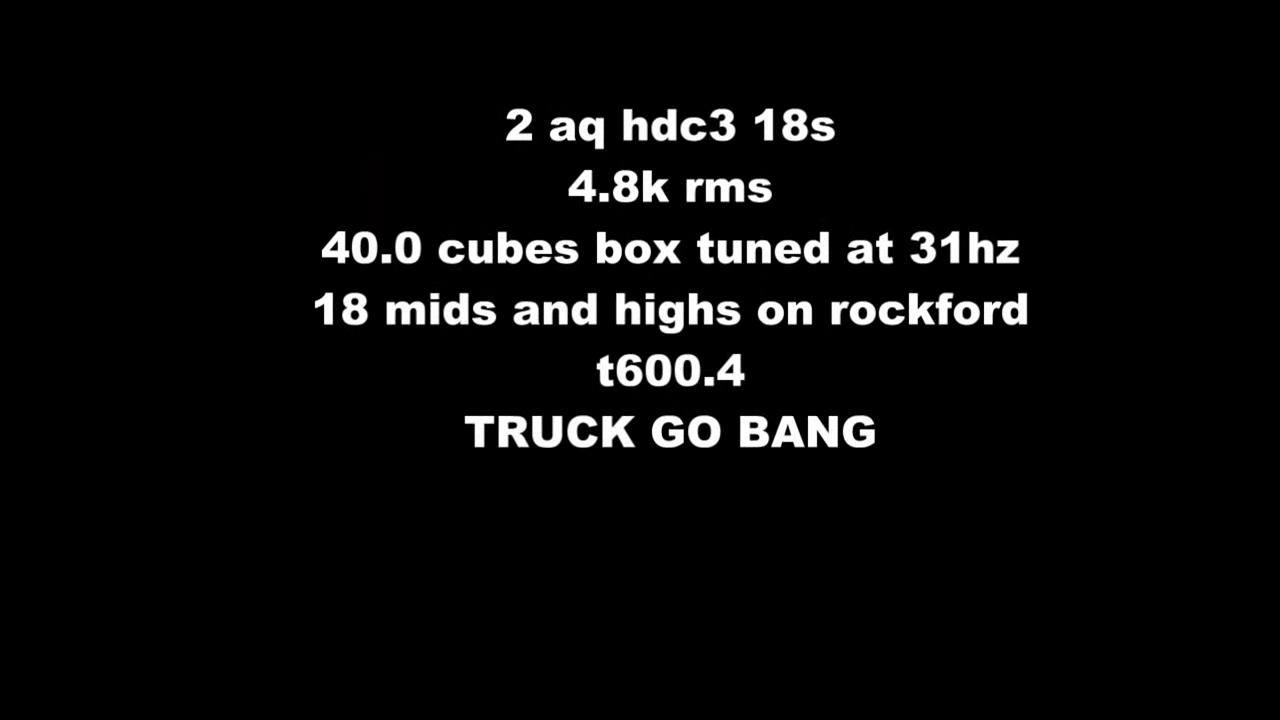 2 aq hdc3 18s
4.8k rms
40.0 cubes box tuned at 31hz
18 mids and highs on rockford
t600.4
TRUCK GO BANG